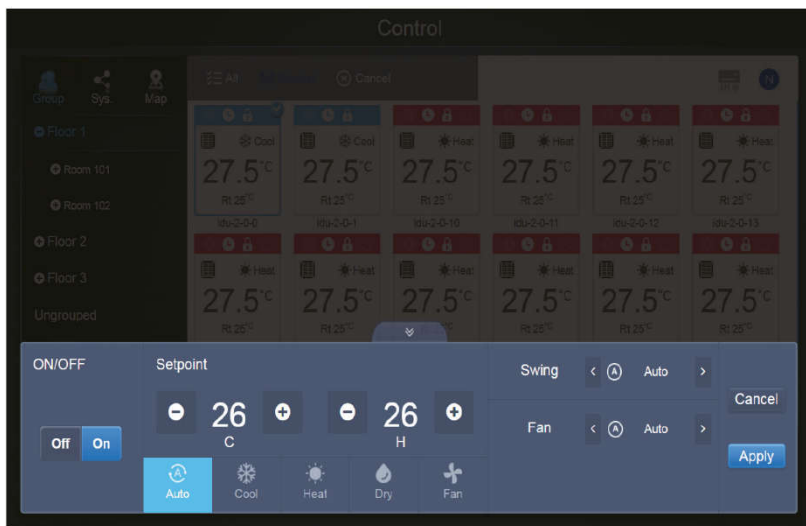 Control
All
Cancel
Group Sys. Map
Floor 1
Room 101
Room 102
Floor 2
Floor 3
Ungrouped
N
Cool Cool Heat Heat Heat Heat
27.5°C 27.5°C 27.5°C 27.5°C 27.5°C 27.5°C
Rt 25°C Rt 25°C Rt 25°C Rt 25°C Rt 25°C Rt 25°C
idu-2-0-0 idu-2-0-1 idu-2-0-10 idu-2-0-11 idu-2-0-12 idu-2-0-13
Heat Heat Heat Heat Heat Heat
27.5°C 27.5°C 27.5°C 27.5°C 27.5°C 27.5°C
Rt 25°C Rt 25°C Rt 25°C Rt 25°C Rt 25°C Rt 25°C
ON/OFF
Off On
Setpoint
26 26
C H
A
Auto Cool Heat Dry Fan
Swing A Auto
Fan A Auto
Cancel
Apply